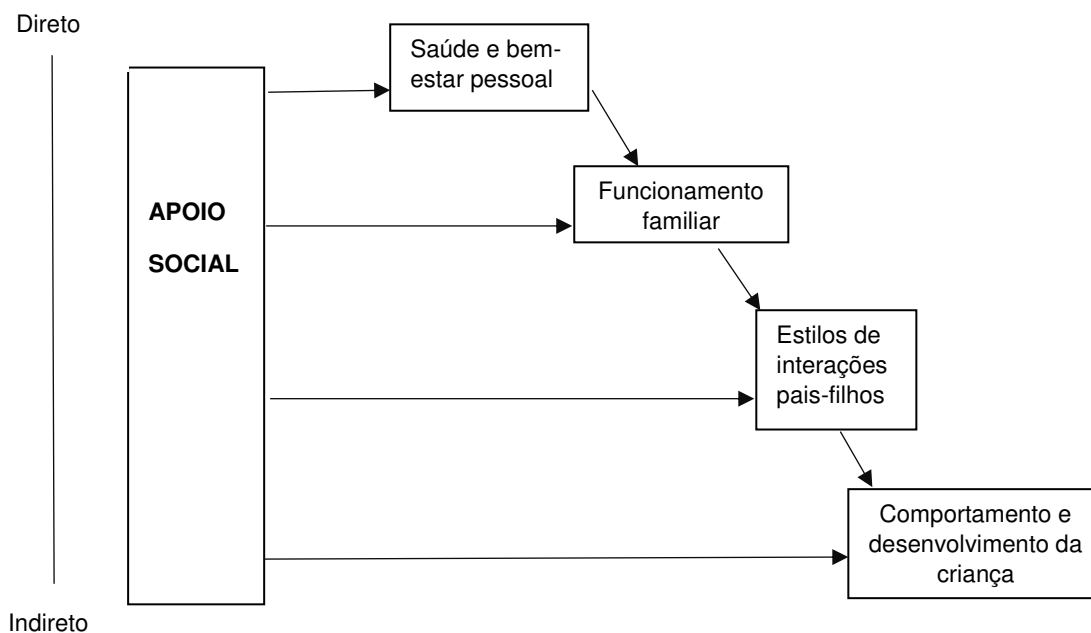 Direto
Saúde e bem-
estar pessoal
Funcionamento
familiar
APOIO
SOCIAL
Estilos de
interações
pais-filhos
Comportamento e
desenvolvimento da
criança
Indireto